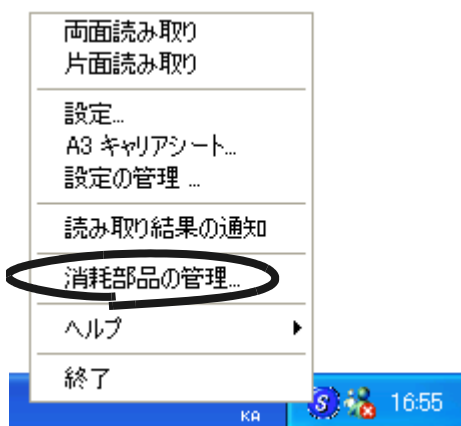 両面読み取り
片面読み取り
設定...
A3 キャリアシート...
設定の管理 ...
読み取り結果の通知
消耗部品の管理...
ヘルプ
終了
KA
S
16:55